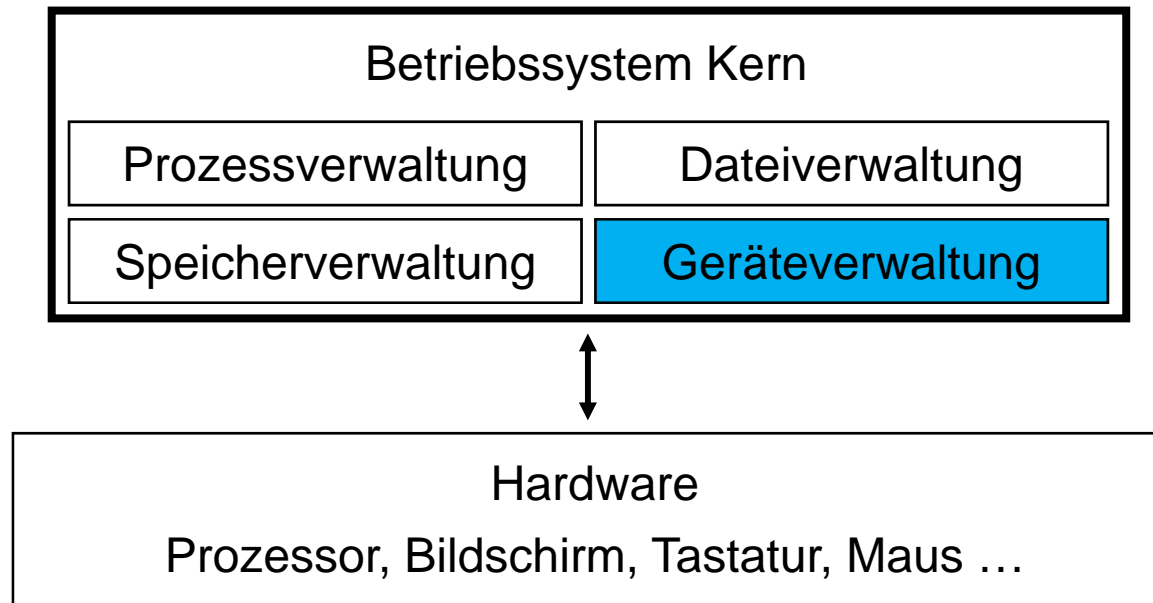 Betriebssystem Kern
Prozessverwaltung
Dateiverwaltung
Speicherverwaltung
Geräteverwaltung
Hardware
Prozessor, Bildschirm, Tastatur, Maus …